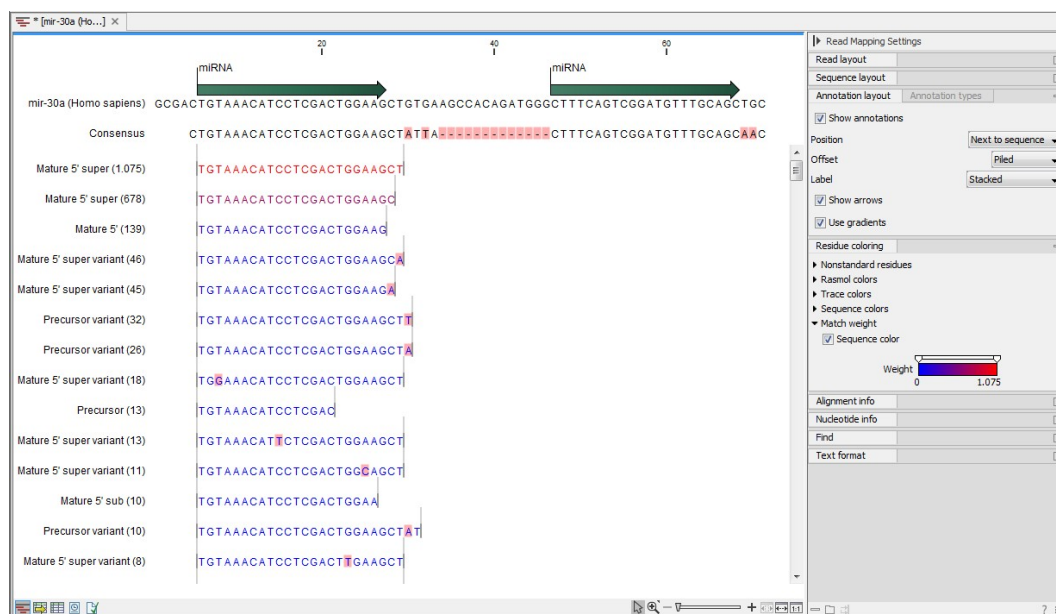 * [mir-30a (Ho...]
20 40 60
miRNA miRNA
mir-30a (Homo sapiens) GCGACTGTAAACATCCTCGACTGGAAGCTGTGAAGCCACAGATGGGCTTTCAGTCGGATGTTTGCAGCTGC
Consensus CTGTAAACATCCTCGACTGGAAGCTATTA-------------CTTTCAGTCGGATGTTTGCAGCAAC
Mature 5' super (1.075) TGTAAACATCCTCGACTGGAAGCT
Mature 5' super (678) TGTAAACATCCTCGACTGGAAGC
Mature 5' (139) TGTAAACATCCTCGACTGGAAG
Mature 5' super variant (46) TGTAAACATCCTCGACTGGAAGCA
Mature 5' super variant (45) TGTAAACATCCTCGACTGGAAGA
Precursor variant (32) TGTAAACATCCTCGACTGGAAGCTT
Precursor variant (26) TGTAAACATCCTCGACTGGAAGCTA
Mature 5' super variant (18) TGGAAACATCCTCGACTGGAAGCT
Precursor (13) TGTAAACATCCTCGAC
Mature 5' super variant (13) TGTAAACATTCTCGACTGGAAGCT
Mature 5' super variant (11) TGTAAACATCCTCGACTGGCAGCT
Mature 5' sub (10) TGTAAACATCCTCGACTGGAA
Precursor variant (10) TGTAAACATCCTCGACTGGAAGCTAT
Mature 5' super variant (8) TGTAAACATCCTCGACTTGAAGCT
Read Mapping Settings
Read layout
Sequence layout
Annotation layout Annotation types
Show annotations
Position Next to sequence
Offset Piled
Label Stacked
Show arrows
Use gradients
Residue coloring
Nonstandard residues
Rasmol colors
Trace colors
Sequence colors
Match weight
Sequence color
Weight
0 1.075
Alignment info
Nucleotide info
Find
Text format
1:1
?